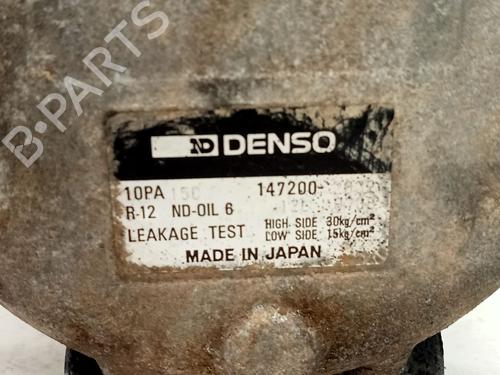 B-PARTS
ND DENSO
10PA 147200-
R-12 ND-OIL 6
LEAKAGE TEST HIGH SIDE 30kg/cm²
LOW SIDE 15kg/cm²
MADE IN JAPAN